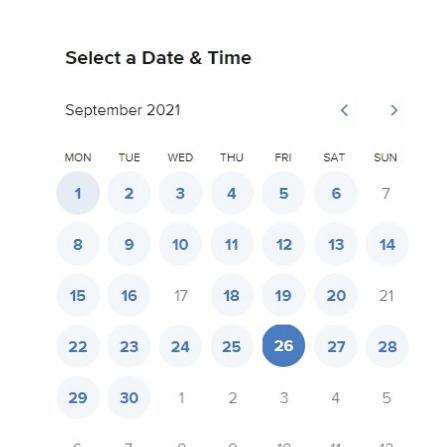 Select a Date & Time
September 2021
MON TUE WED THU FRI SAT SUN
1 2 3 4 5 6 7
8 9 10 11 12 13 14
15 16 17 18 19 20 21
22 23 24 25 26 27 28
29 30 1 2 3 4 5